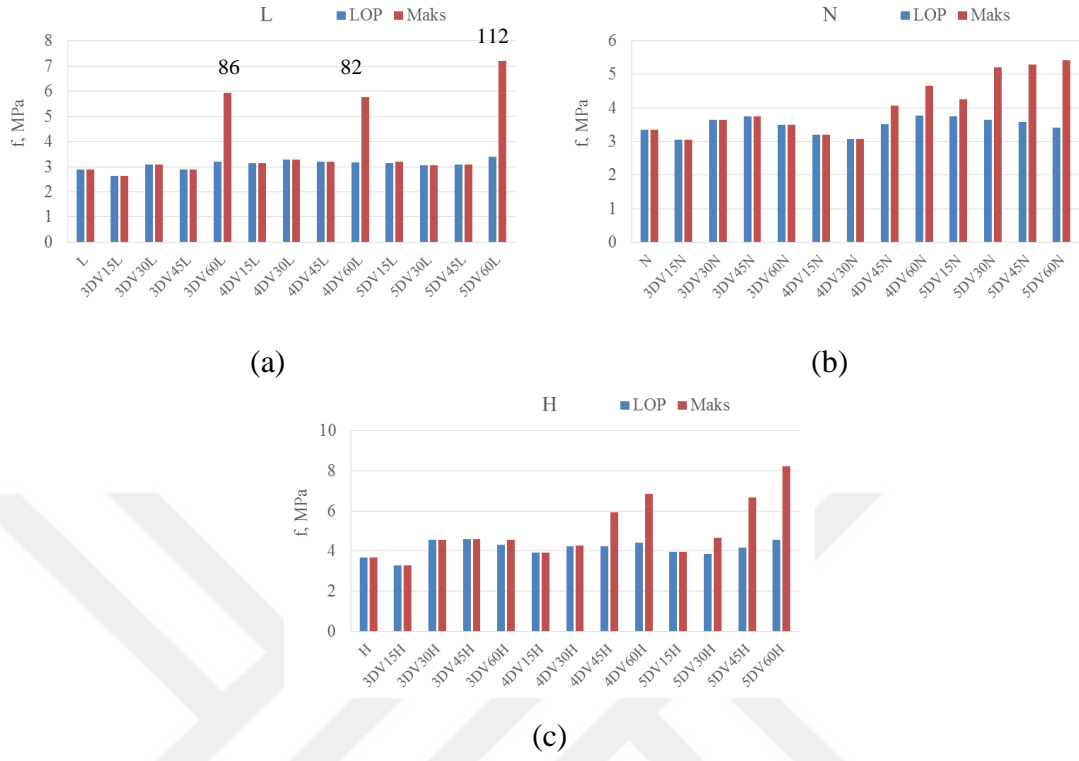 L
LOP Maks
112
86
82
8
7
6
5
4
3
2
1
0
f, MPa
L
3DV15L
3DV30L
3DV45L
3DV60L
4DV15L
4DV30L
4DV45L
4DV60L
5DV15L
5DV30L
5DV45L
5DV60L
(a)
N
LOP Maks
6
5
4
3
2
1
0
f, MPa
N
3DV15N
3DV30N
3DV45N
3DV60N
4DV15N
4DV30N
4DV45N
4DV60N
5DV15N
5DV30N
5DV45N
5DV60N
(b)
H
LOP Maks
10
8
6
4
2
0
f, MPa
H
3DV15H
3DV30H
3DV45H
3DV60H
4DV15H
4DV30H
4DV45H
4DV60H
5DV15H
5DV30H
5DV45H
5DV60H
(c)